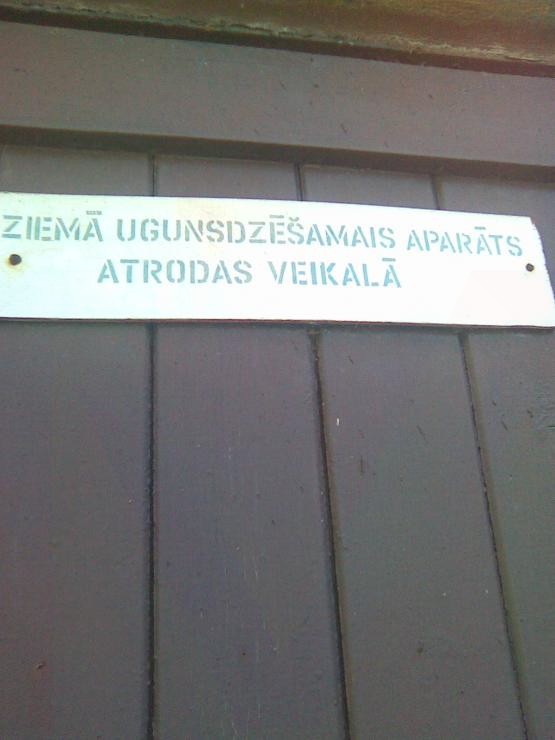 ZIEMĀ UGUNSDZĒŠAMAIS APARĀTS
ATRODAS VEIKALĀ